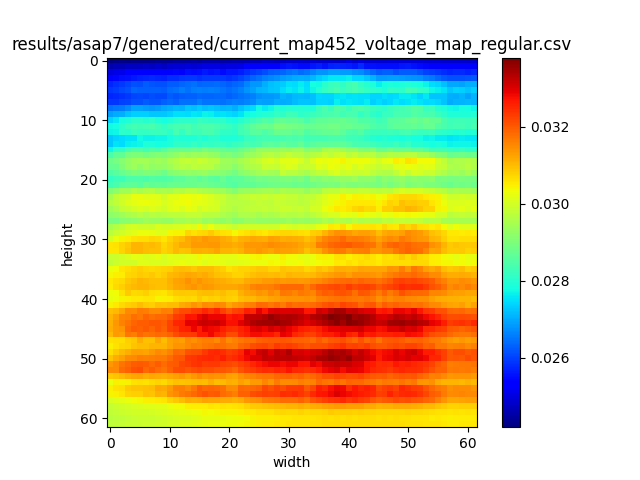 results/asap7/generated/current_map452_voltage_map_regular.csv
0
10
20
30
40
50
60
height
0 10 20 30 40 50 60
width
0.032
0.030
0.028
0.026